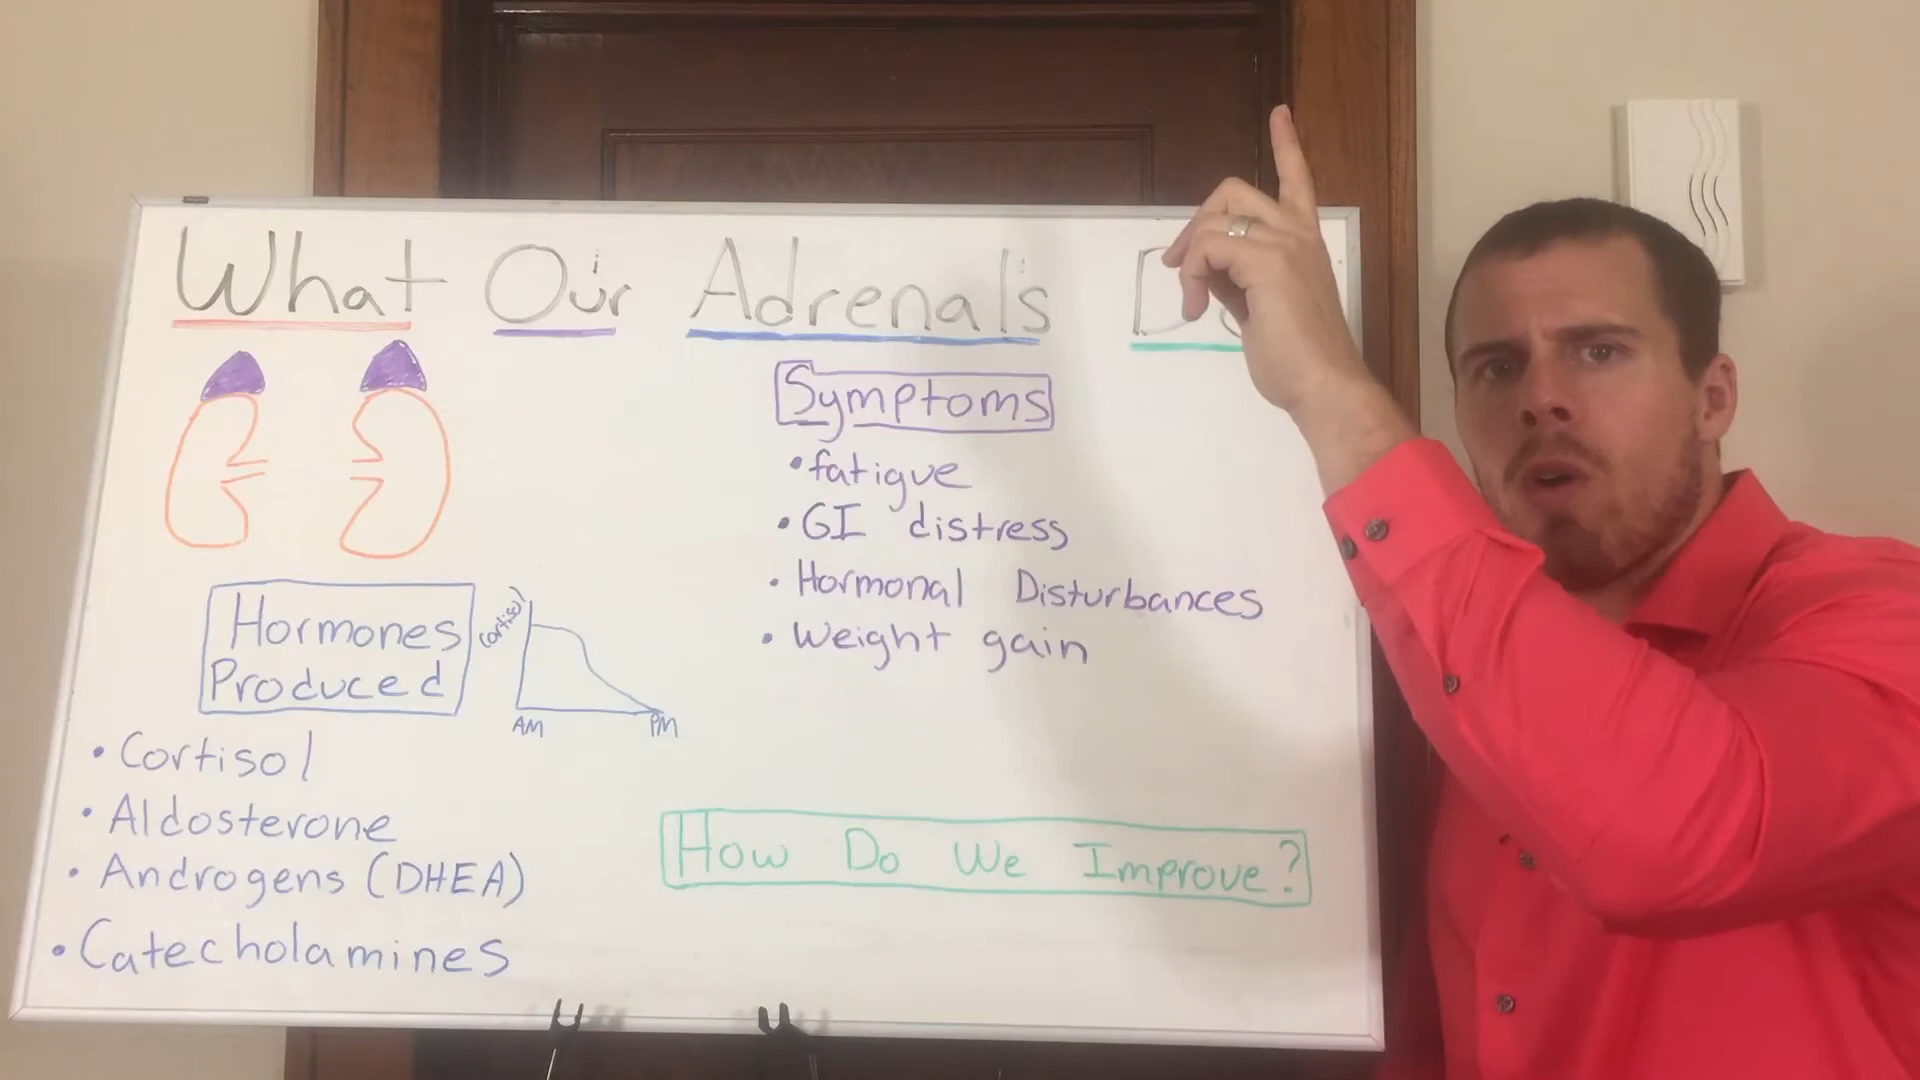 What Our Adrenals Do
Symptoms
• fatigue
• GI distress
• Hormonal Disturbances
• Weight gain
Hormones
Produced
Cortisol
AM PM
• Cortisol
• Aldosterone
• Androgens (DHEA)
• Catecholamines
How Do We Improve?